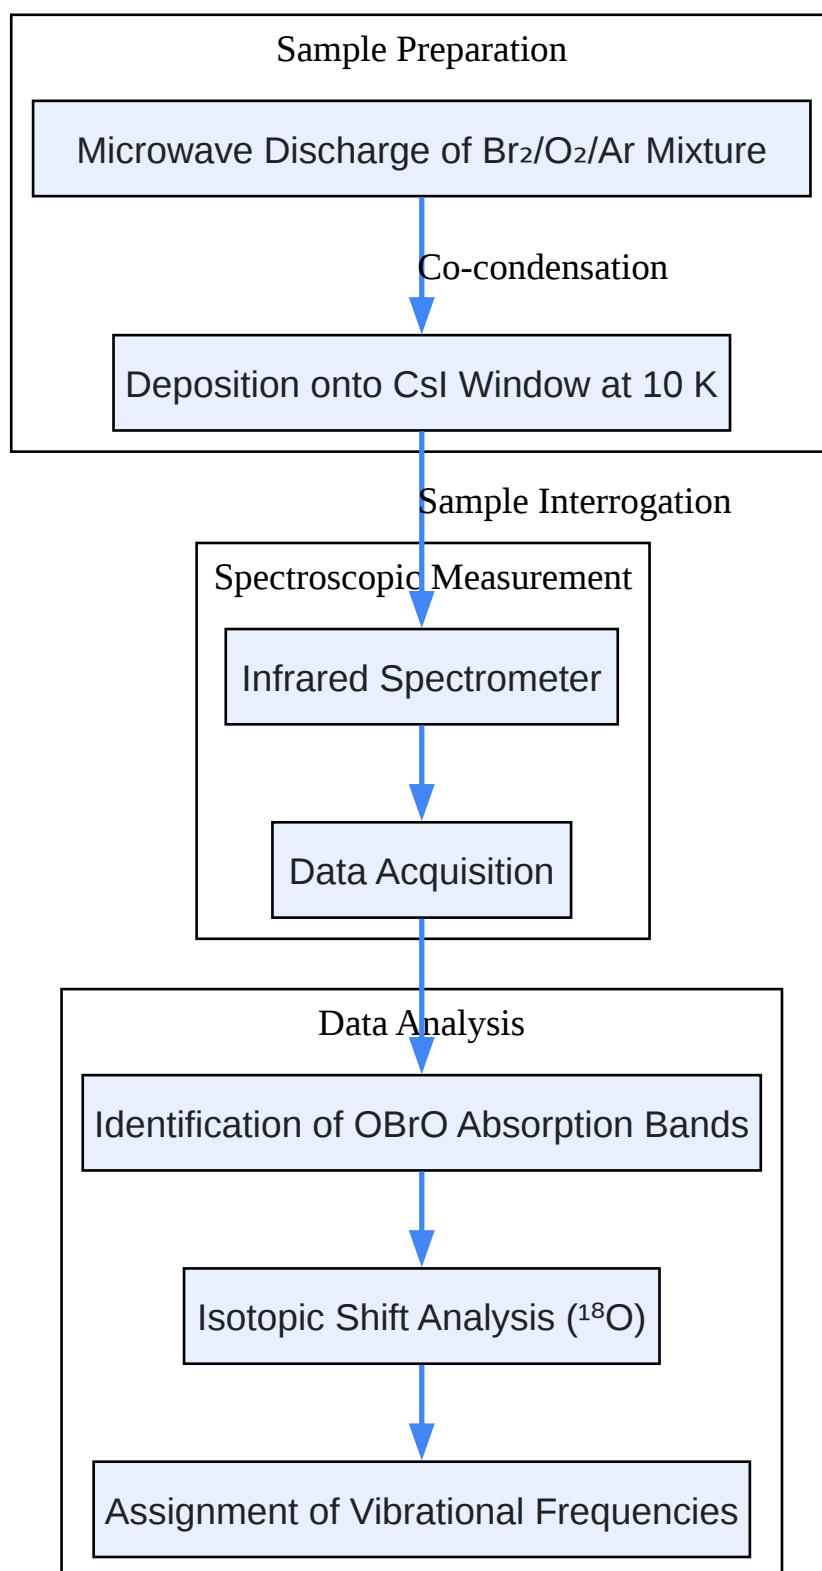 Sample Preparation
Microwave Discharge of Br₂/O₂/Ar Mixture
Co-condensation
Deposition onto CsI Window at 10 K
Sample Interrogation
Spectroscopic Measurement
Infrared Spectrometer
Data Acquisition
Data Analysis
Identification of OBrO Absorption Bands
Isotopic Shift Analysis (¹⁸O)
Assignment of Vibrational Frequencies